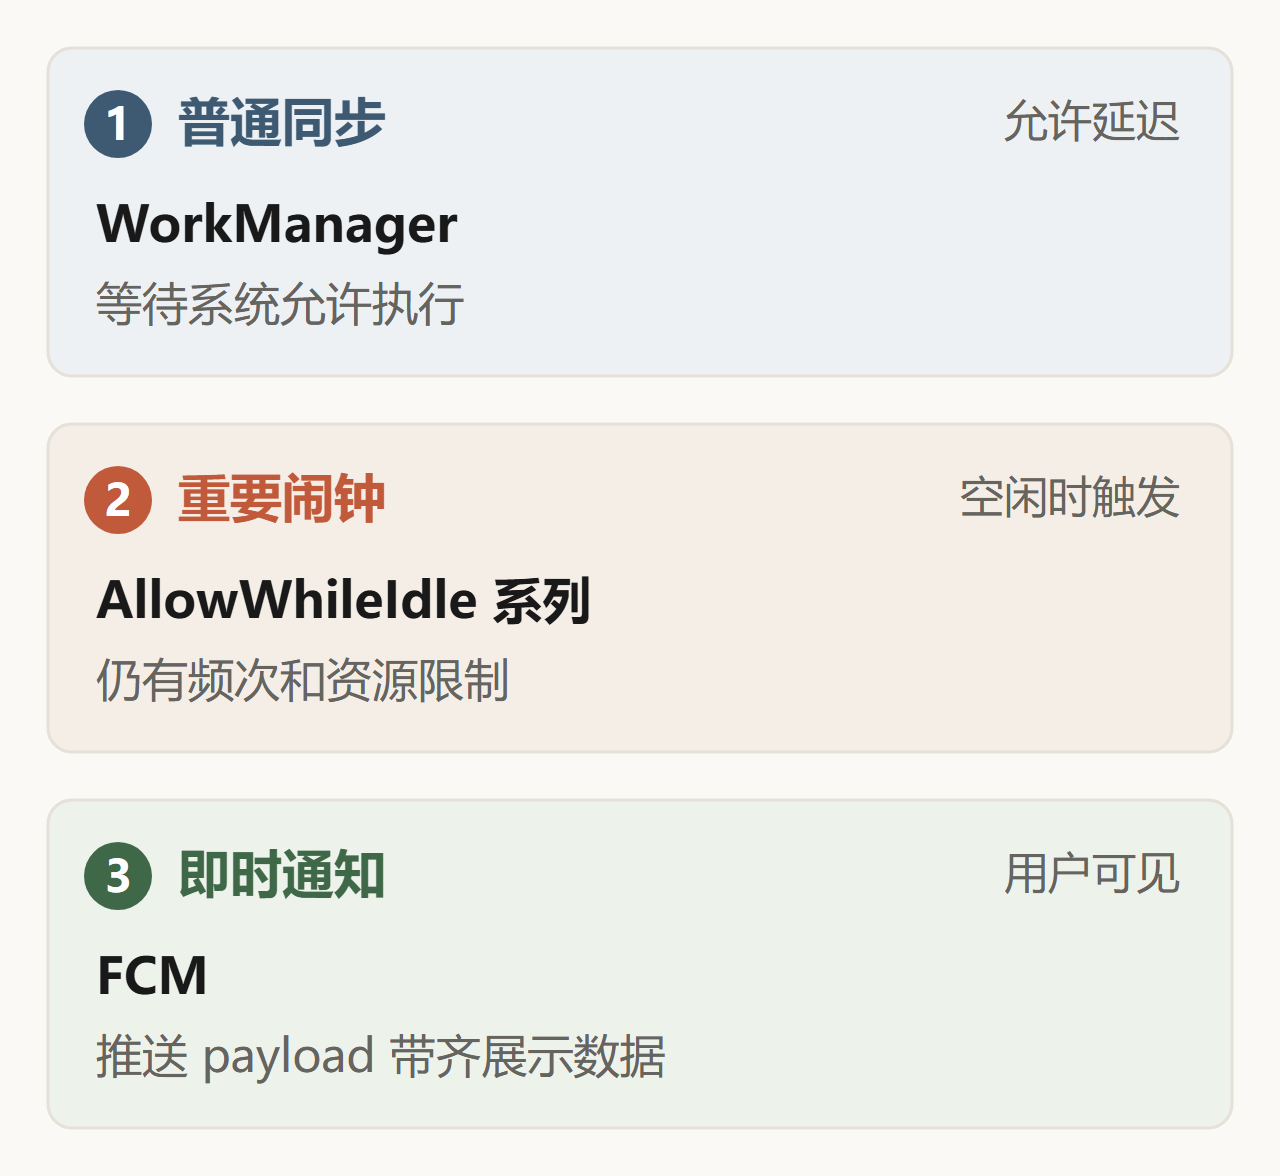 1 普通同步 允许延迟
WorkManager
等待系统允许执行
2 重要闹钟 空闲时触发
AllowWhileIdle 系列
仍有频次和资源限制
3 即时通知 用户可见
FCM
推送 payload 带齐展示数据